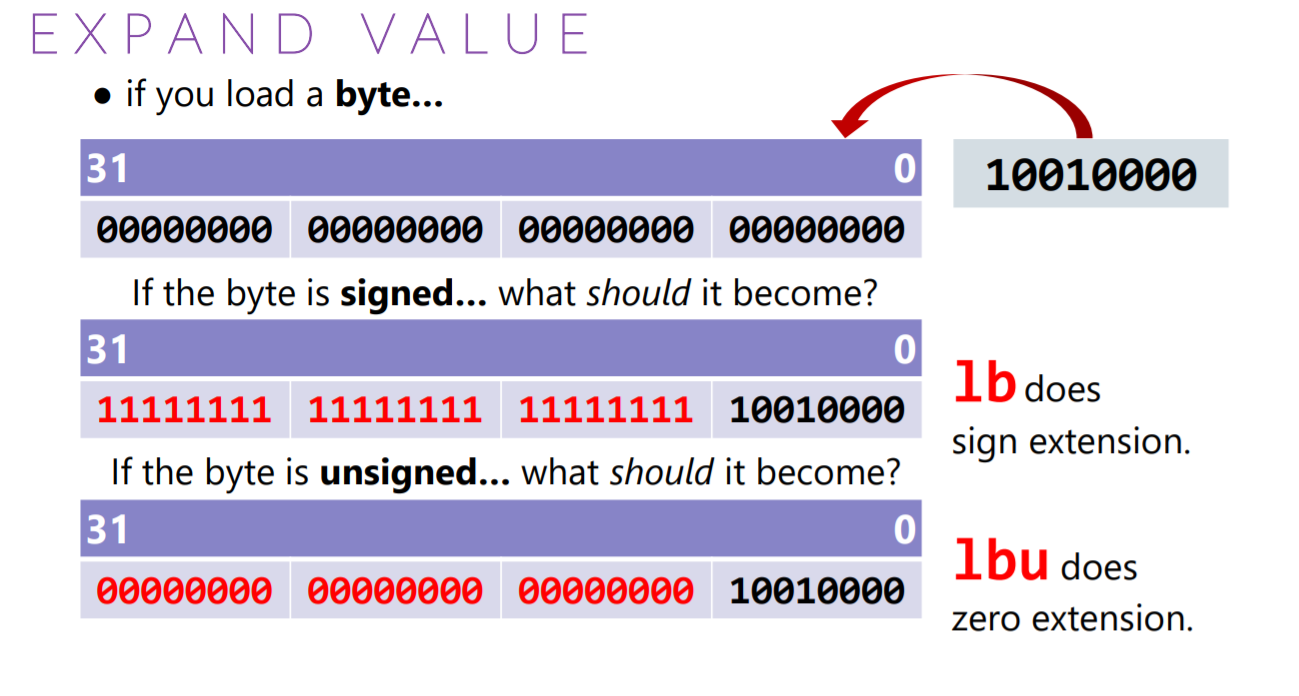 EXPAND VALUE
● if you load a byte…
31 0
10010000
00000000 00000000 00000000 00000000
If the byte is signed… what should it become?
31 0
11111111 11111111 11111111 10010000
lb does
sign extension.
If the byte is unsigned… what should it become?
31 0
00000000 00000000 00000000 10010000
lbu does
zero extension.